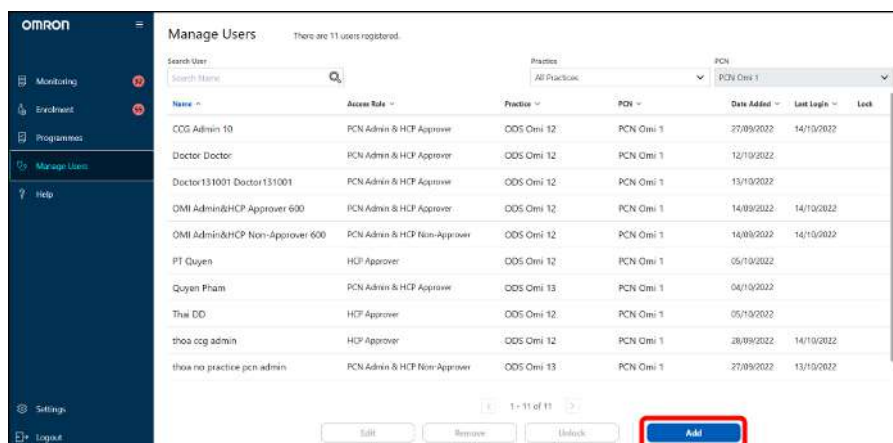 OMRON
Monitoring
Enrolment
Programmes
Manage Users
Help
Settings
Logout
Manage Users There are 11 users registered.
Search User Practice PCN
Search Name All Practices PCN Omi 1
Name Access Role Practice PCN Date Added Last Login Lock
CCG Admin 10 PCN Admin & HCP Approver ODS Omi 12 PCN Omi 1 27/09/2022 14/10/2022
Doctor Doctor PCN Admin & HCP Approver ODS Omi 12 PCN Omi 1 12/10/2022
Doctor131001 Doctor131001 PCN Admin & HCP Approver ODS Omi 12 PCN Omi 1 13/10/2022
OMI Admin&HCP Approver 600 PCN Admin & HCP Approver ODS Omi 12 PCN Omi 1 14/09/2022 14/10/2022
OMI Admin&HCP Non-Approver 600 PCN Admin & HCP Non-Approver ODS Omi 12 PCN Omi 1 14/09/2022 14/10/2022
PT Quyen HCP Approver ODS Omi 12 PCN Omi 1 05/10/2022
Quyen Pham PCN Admin & HCP Approver ODS Omi 13 PCN Omi 1 04/10/2022
Thai DD HCP Approver ODS Omi 12 PCN Omi 1 05/10/2022
thoa ccg admin HCP Approver ODS Omi 12 PCN Omi 1 28/09/2022 14/10/2022
thoa no practice pcn admin PCN Admin & HCP Non-Approver ODS Omi 13 PCN Omi 1 27/09/2022 13/10/2022
1 - 11 of 11
Edit Remove Unlock Add